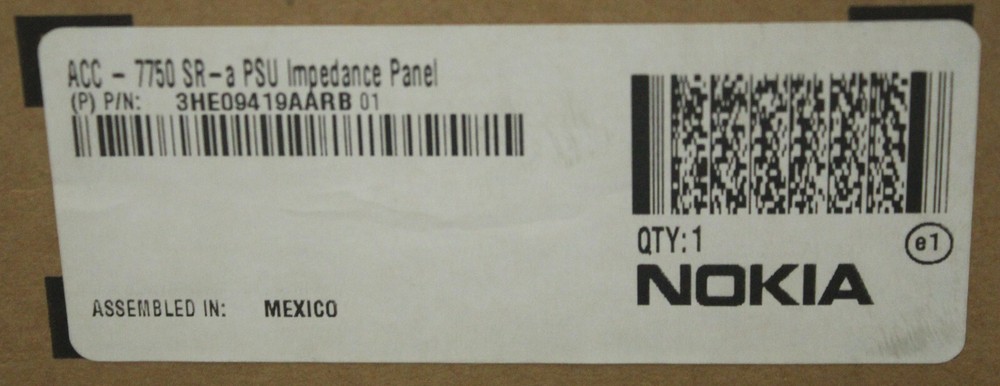 ACC - 7750 SR-a PSU Impedance Panel
(P) P/N: 3HE09419AARB 01
QTY:1
e1
NOKIA
ASSEMBLED IN: MEXICO